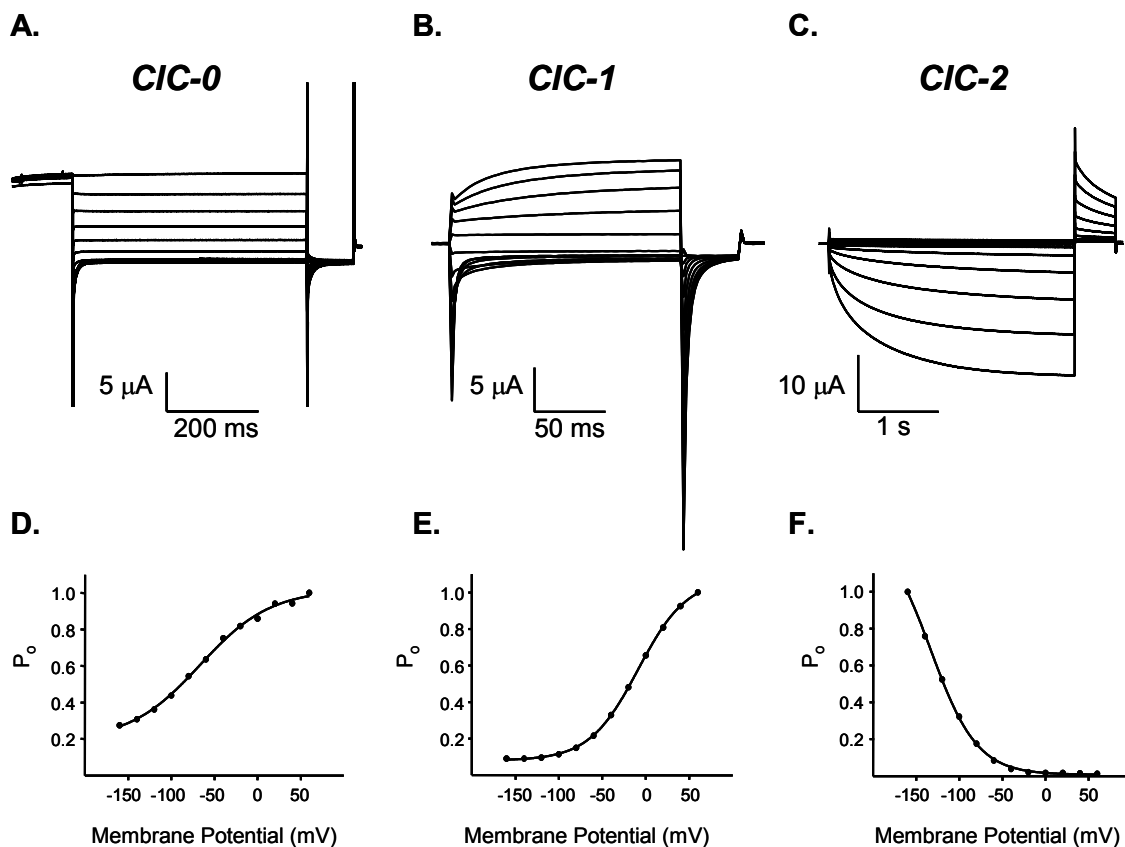 A.
B.
C.
ClC-0
ClC-1
ClC-2
5 μA
200 ms
5 μA
50 ms
10 μA
1 s
D.
E.
F.
1.0
0.8
0.6
0.4
0.2
Po
-150 -100 -50 0 50
Membrane Potential (mV)
1.0
0.8
0.6
0.4
0.2
Po
-150 -100 -50 0 50
Membrane Potential (mV)
1.0
0.8
0.6
0.4
0.2
Po
-150 -100 -50 0 50
Membrane Potential (mV)